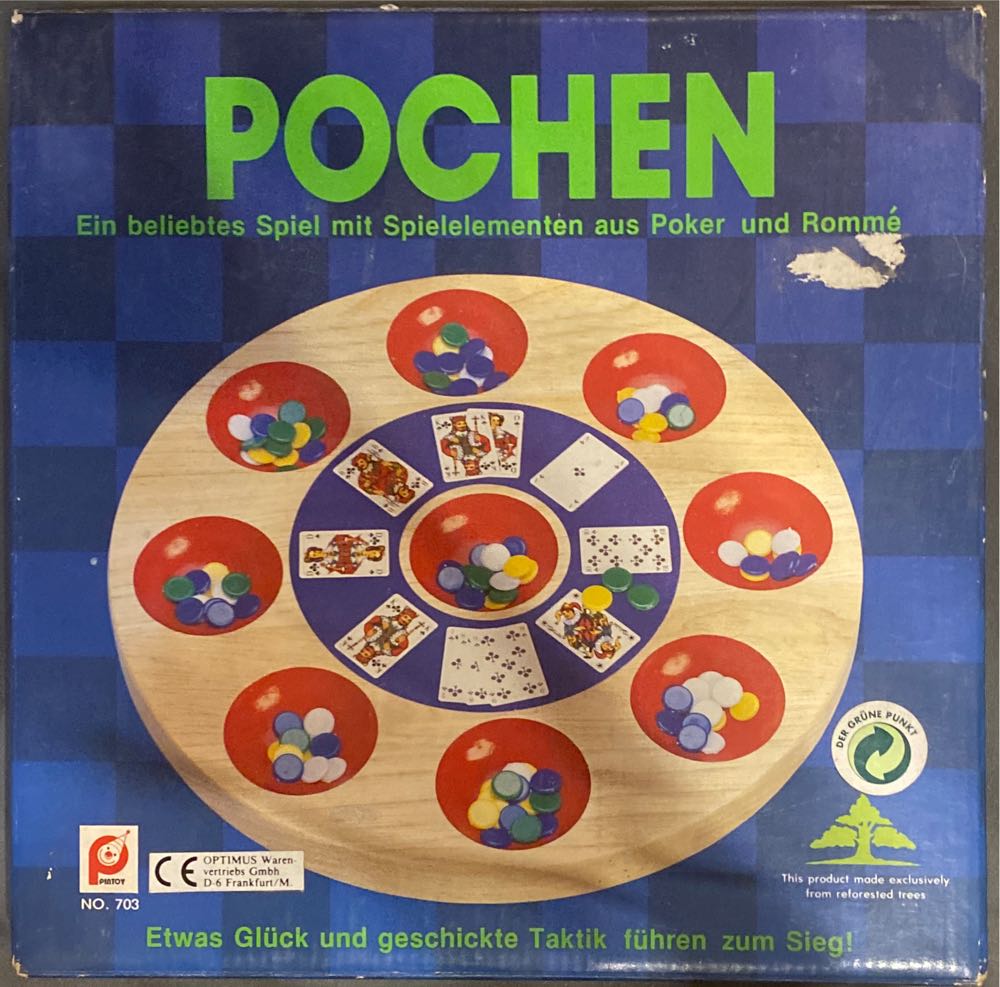 POCHEN
Ein beliebtes Spiel mit Spielelementen aus Poker und Rommé
DER GRÜNE PUNKT
PINTOY
NO. 703
CE
OPTIMUS Waren-
vertriebs Gmbh
D-6 Frankfurt/M.
This product made exclusively
from reforested trees
Etwas Glück und geschickte Taktik führen zum Sieg!